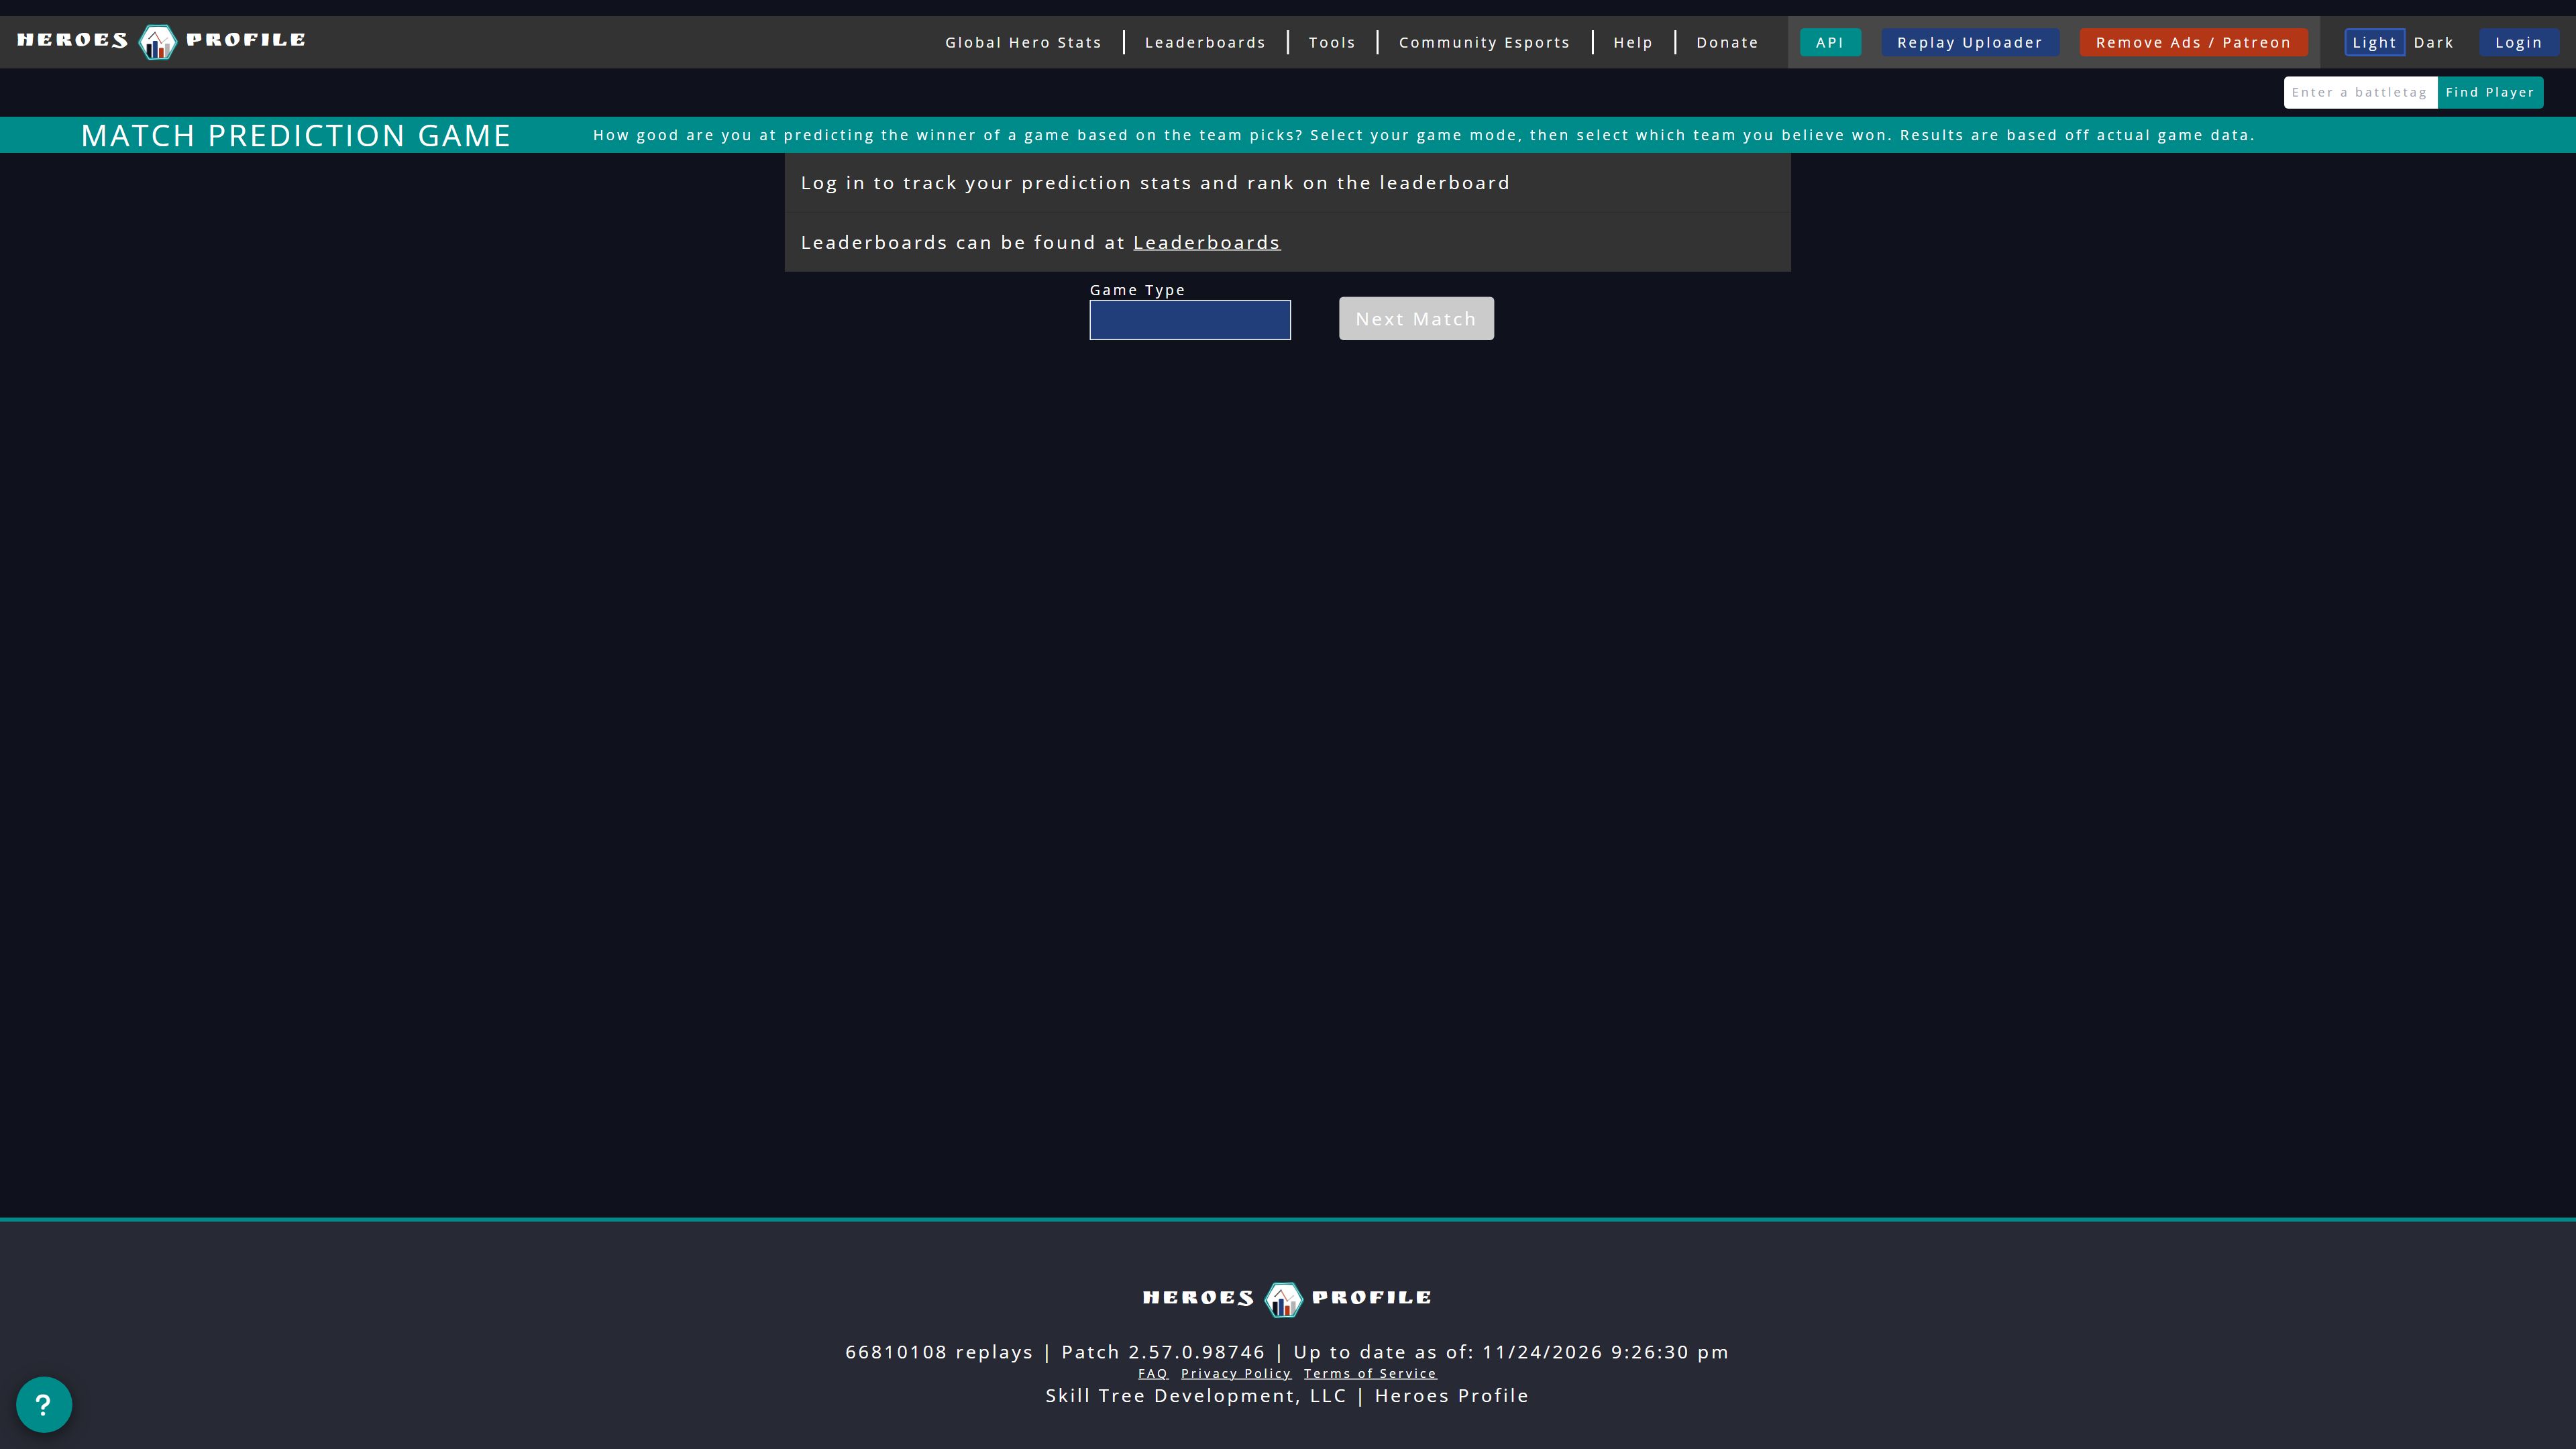 HEROES PROFILE
Global Hero Stats
Leaderboards
Tools
Community Esports
Help
Donate
API
Replay Uploader
Remove Ads / Patreon
Light
Dark
Login
Enter a battletag
Find Player
MATCH PREDICTION GAME
How good are you at predicting the winner of a game based on the team picks? Select your game mode, then select which team you believe won. Results are based off actual game data.
Log in to track your prediction stats and rank on the leaderboard
Leaderboards can be found at Leaderboards
Game Type
Next Match
HEROES PROFILE
66810108 replays | Patch 2.57.0.98746 | Up to date as of: 11/24/2026 9:26:30 pm
FAQ Privacy Policy Terms of Service
Skill Tree Development, LLC | Heroes Profile
?